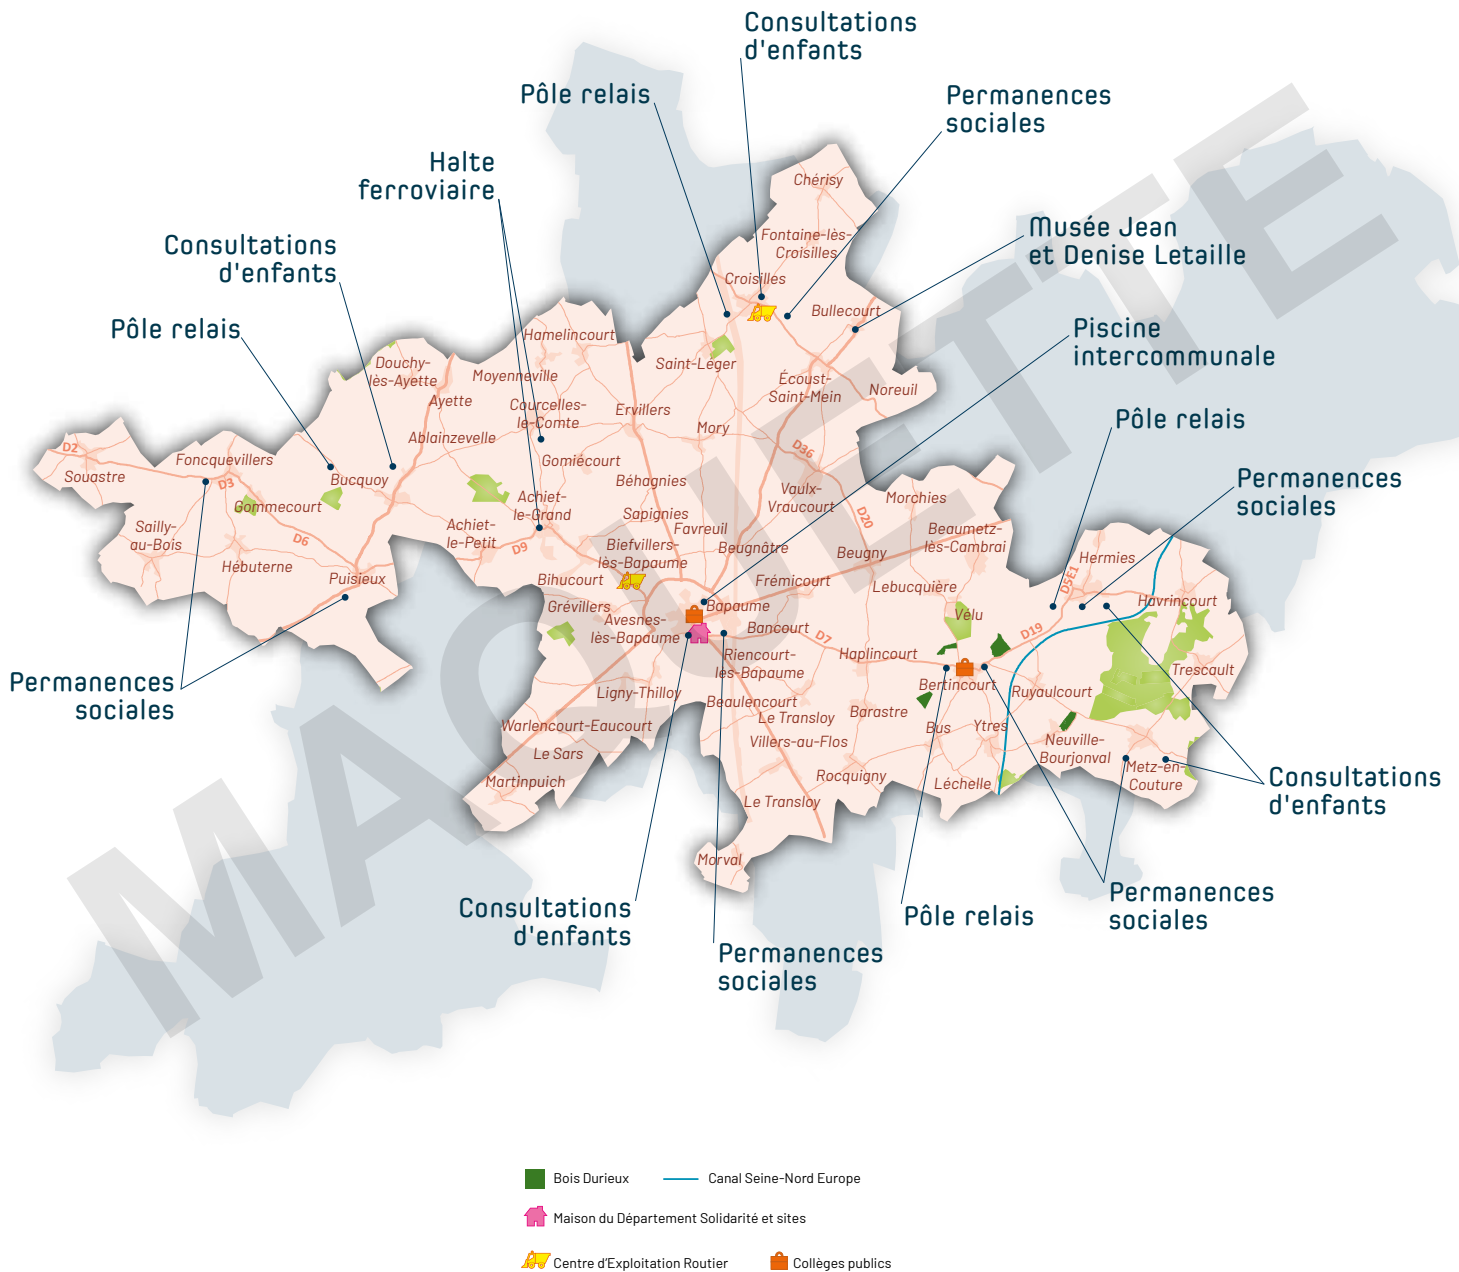 Consultations
d'enfants
Pôle relais
Permanences
sociales
Halte
ferroviaire
Chérisy
Musée Jean
et Denise Letaille
Fontaine-lès-
Croisilles
Consultations
d'enfants
Croisilles
Bullecourt
Pôle relais
Piscine
intercommunale
Hamelincourt
Douchy-
lès-Ayette
Saint-Léger
Moyenneville
Écoust-
Saint-Mein
Noreuil
Ayette
Courcelles-
le-Comte
Ervillers
Pôle relais
Mory
Ablainzevelle
D2
D36
Foncquevillers
Gomiécourt
Souastre
D3
Bucquoy
Béhagnies
Permanences
sociales
Vaulx-
Vraucourt
Morchies
Gommecourt
Achiet-
le-Grand
Sapignies
D20
Sailly-
au-Bois
Achiet-
le-Petit
Favreuil
Beaumetz-
lès-Cambrai
D6
D9
Biefvillers-
lès-Bapaume
Beugnâtre
Beugny
Hermies
Hébuterne
Puisieux
Bihucourt
Frémicourt
Lebucquière
D5E1
Havrincourt
Grévillers
Bapaume
Vélu
Avesnes-
lès-Bapaume
Bancourt
D7
D19
Riencourt-
lès-Bapaume
Haplincourt
Trescault
Permanences
sociales
Bertincourt
Ruyaulcourt
Ligny-Thilloy
Beaulencourt
Barastre
Le Transloy
Warlencourt-Eaucourt
Bus
Ytres
Villers-au-Flos
Neuville-
Bourjonval
Le Sars
Rocquigny
Metz-en-
Couture
Martinpuich
Léchelle
Consultations
d'enfants
Le Transloy
Morval
Permanences
sociales
Consultations
d'enfants
Pôle relais
Permanences
sociales
MAQUETTE
Bois Durieux
Canal Seine-Nord Europe
Maison du Département Solidarité et sites
Centre d'Exploitation Routier
Collèges publics